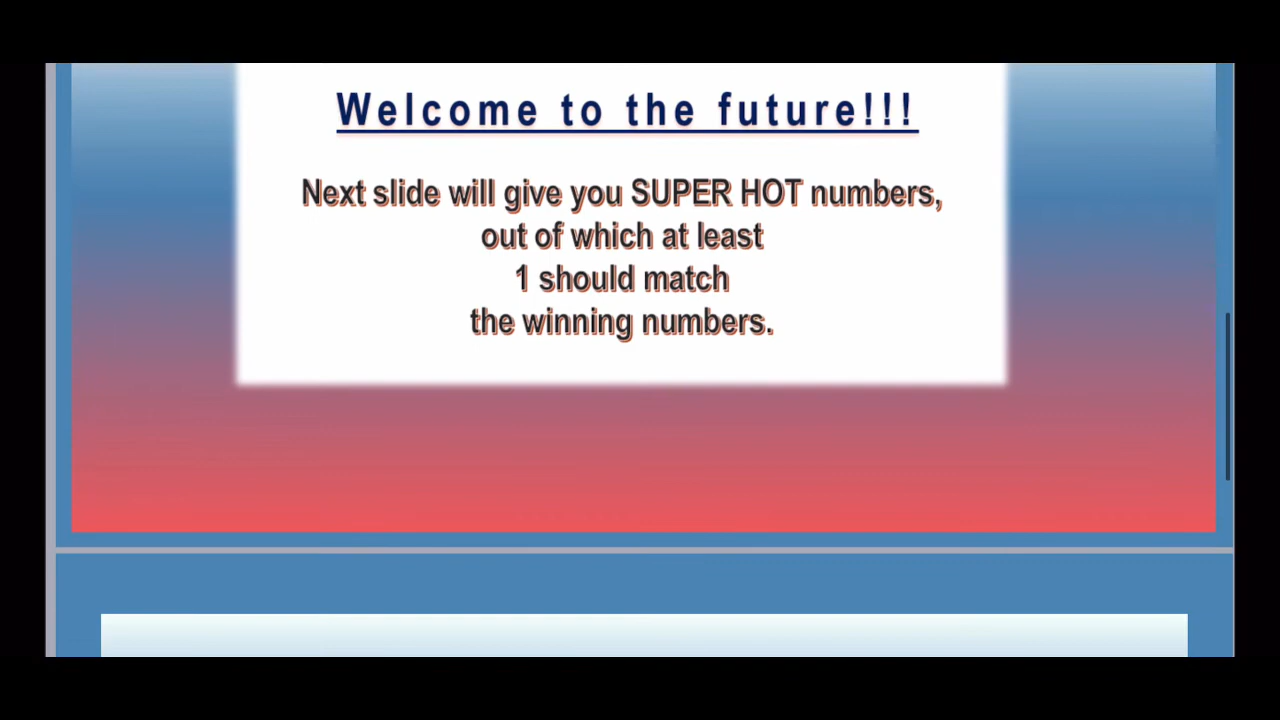 Welcome to the future!!!
Next slide will give you SUPER HOT numbers,
out of which at least
1 should match
the winning numbers.